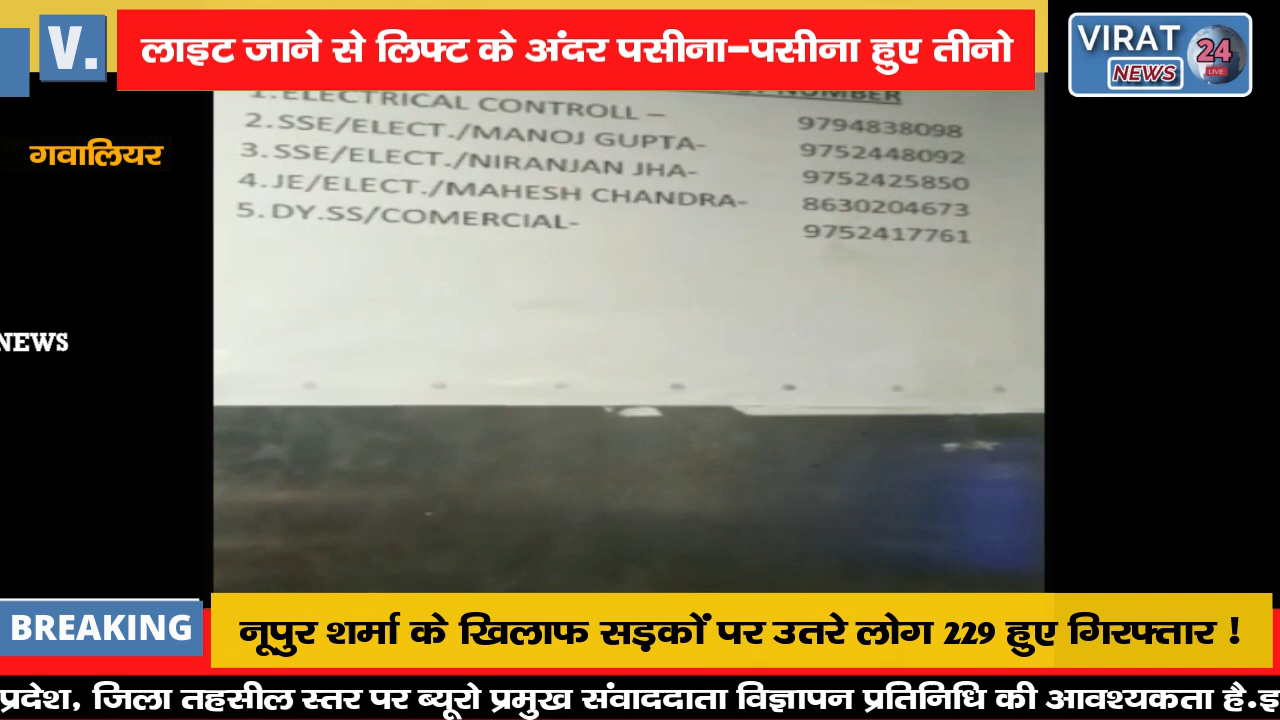 V.
लाइट जाने से लिफ्ट के अंदर पसीना-पसीना हुए तीनो
VIRAT
24
LIVE
NEWS
गवालियर
NUMBER
1. ELECTRICAL CONTROLL – 9794838098
2. SSE/ELECT./MANOJ GUPTA- 9752448092
3. SSE/ELECT./NIRANJAN JHA- 9752425850
4. JE/ELECT./MAHESH CHANDRA- 8630204673
5. DY.SS/COMERCIAL- 9752417761
NEWS
BREAKING
नूपुर शर्मा के खिलाफ सड़कों पर उतरे लोग 229 हुए गिरफ्तार !
प्रदेश, जिला तहसील स्तर पर ब्यूरो प्रमुख संवाददाता विज्ञापन प्रतिनिधि की आवश्यकता है.इ